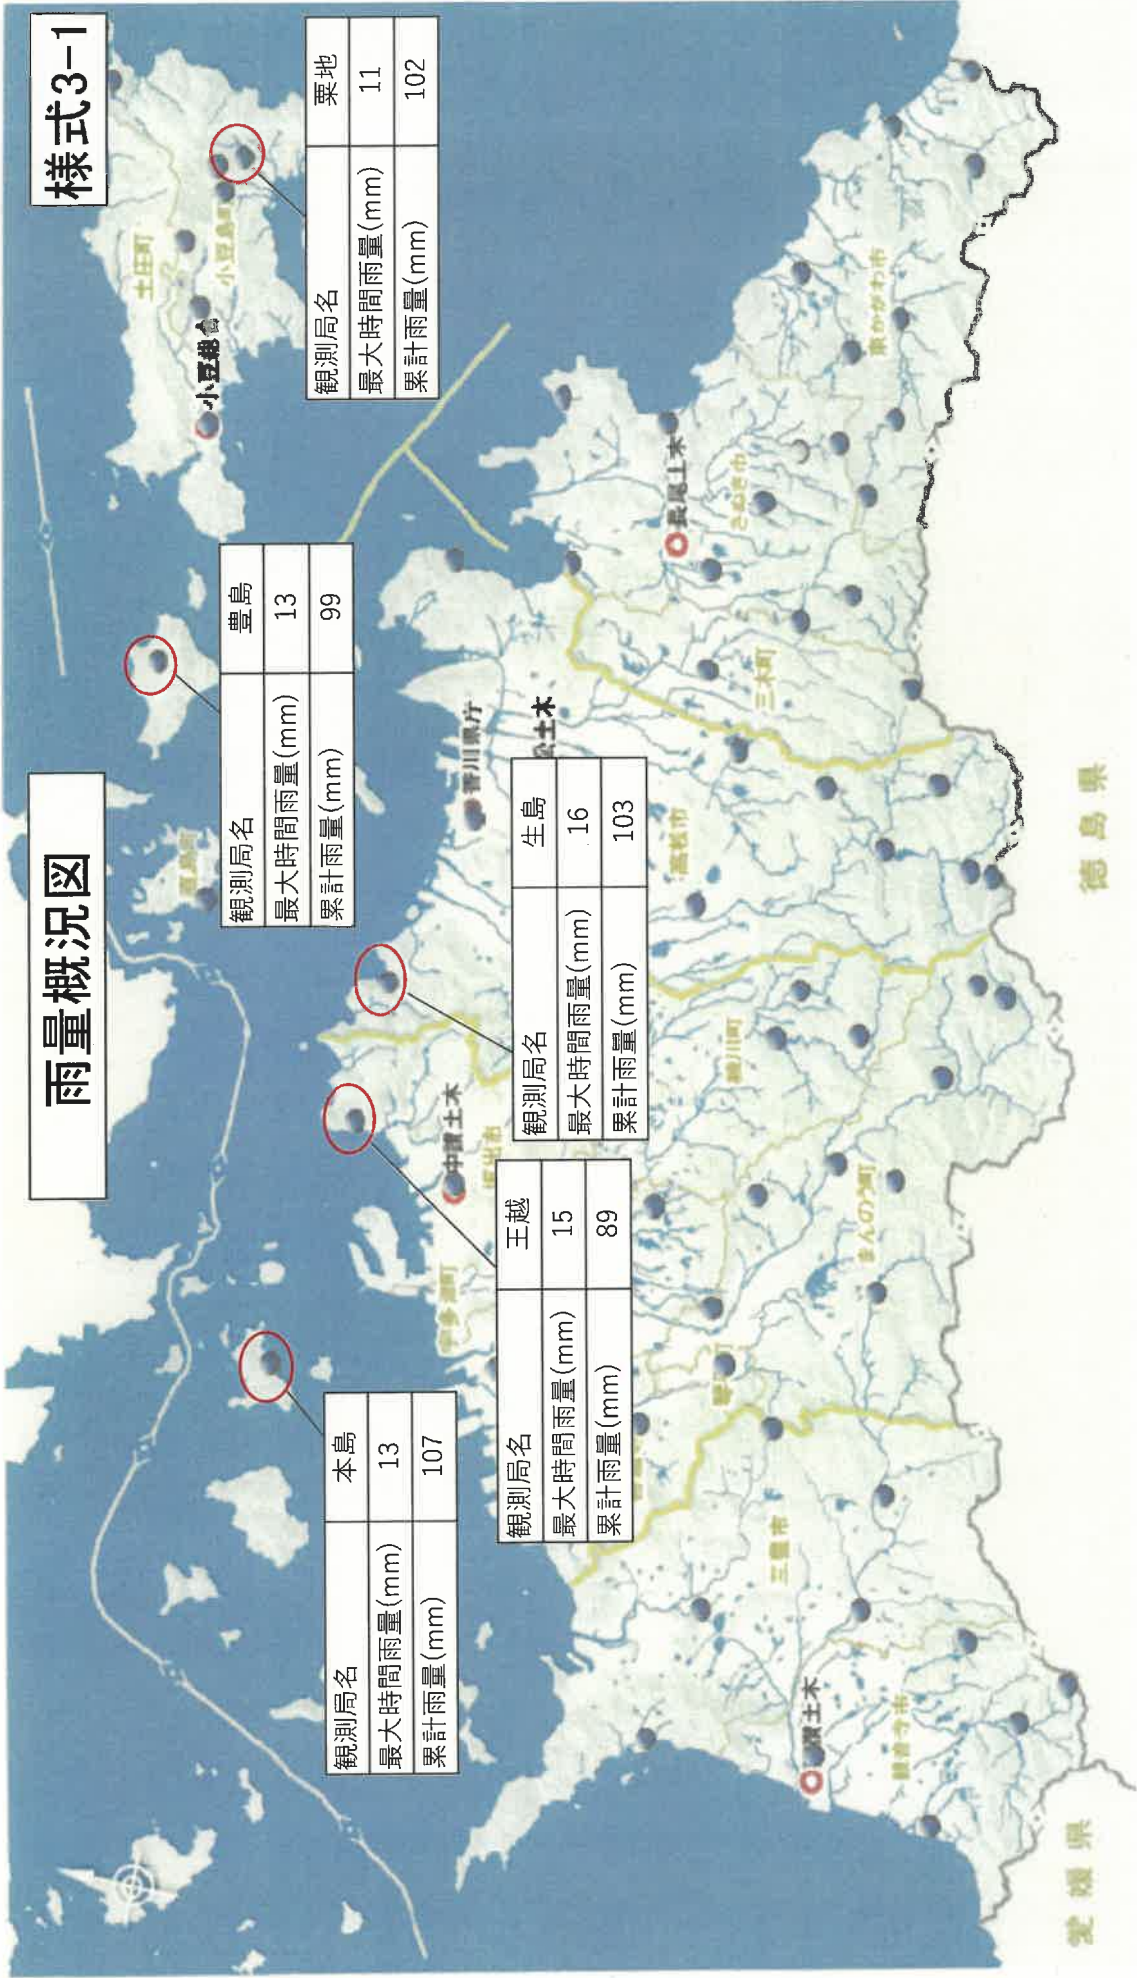 雨量概況図
様式3-1
観測局名 本島
最大時間雨量(mm) 13
累計雨量(mm) 107
観測局名 王越
最大時間雨量(mm) 15
累計雨量(mm) 89
観測局名 生島
最大時間雨量(mm) 16
累計雨量(mm) 103
観測局名 豊島
最大時間雨量(mm) 13
累計雨量(mm) 99
観測局名 粟地
最大時間雨量(mm) 11
累計雨量(mm) 102
土庄町
小豆島町
小豆総合
直島町
香川県庁
松土木
長尾土木
さぬき市
東かがわ市
三木町
高松市
中讃土木
坂出市
宇多津町
綾川町
まんのう町
三豊市
讃土木
観音寺市
愛媛県
徳島県